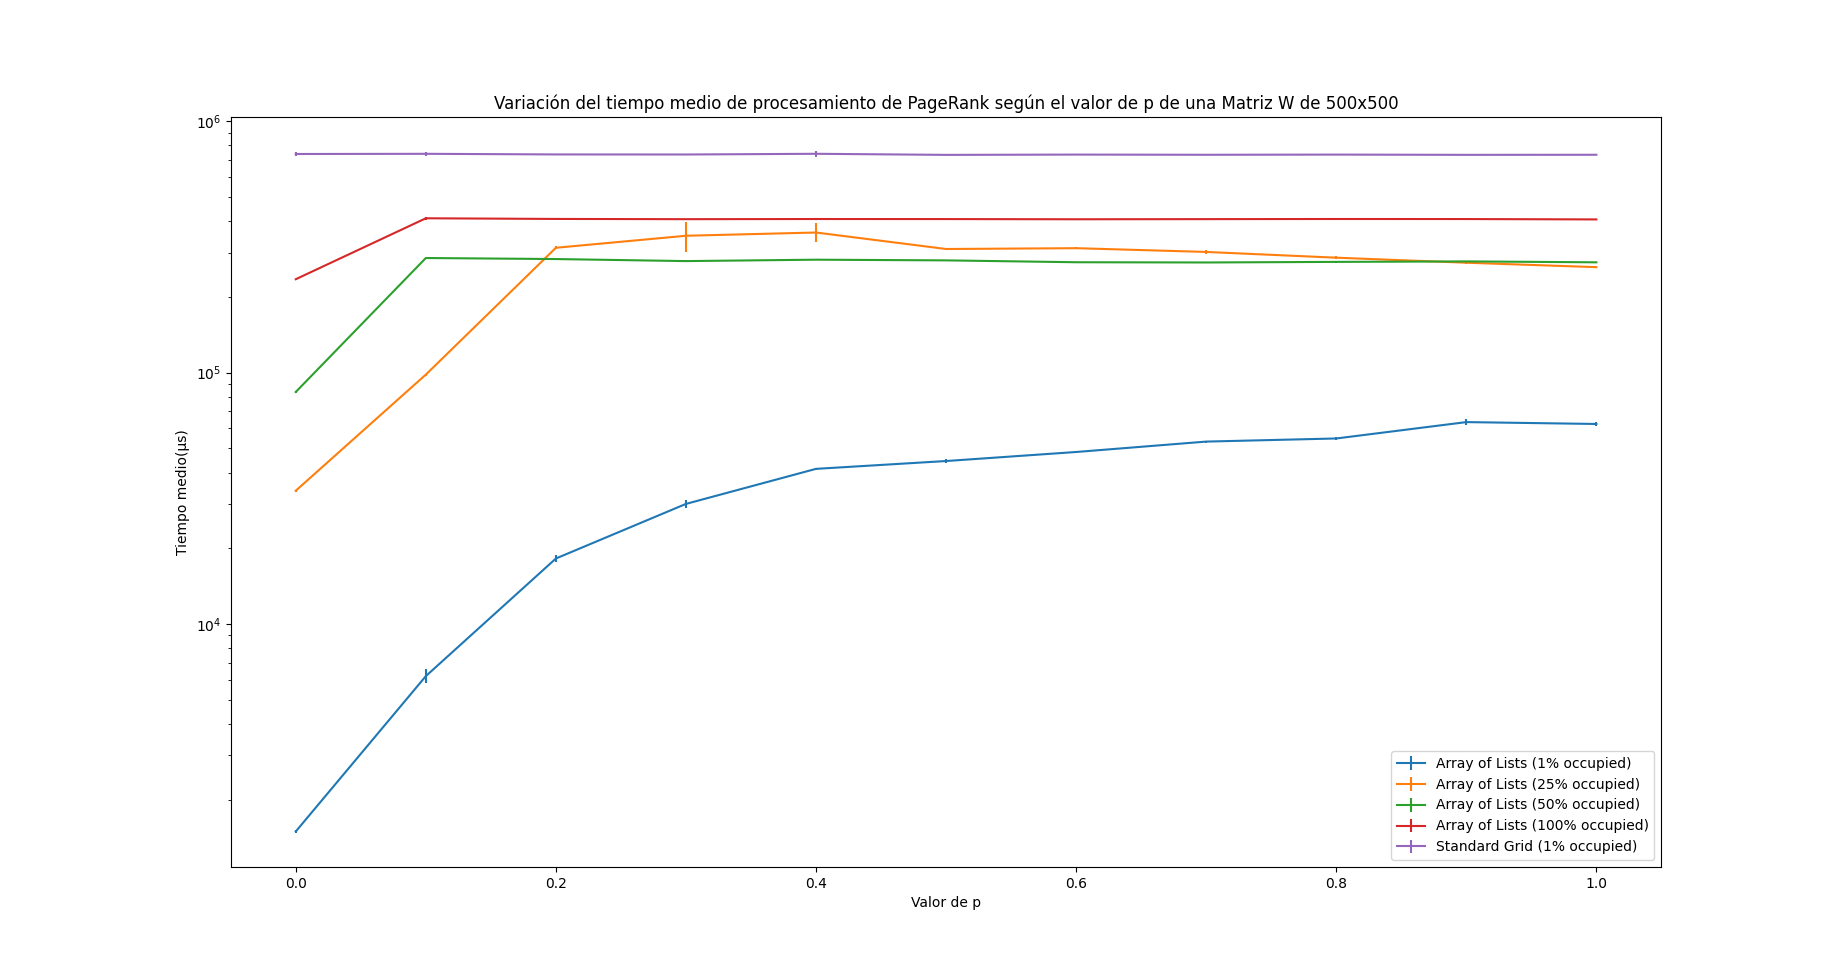 Variación del tiempo medio de procesamiento de PageRank según el valor de p de una Matriz W de 500x500
10⁶
10⁵
10⁴
Tiempo medio(µs)
0.0 0.2 0.4 0.6 0.8 1.0
Valor de p
Array of Lists (1% occupied)
Array of Lists (25% occupied)
Array of Lists (50% occupied)
Array of Lists (100% occupied)
Standard Grid (1% occupied)